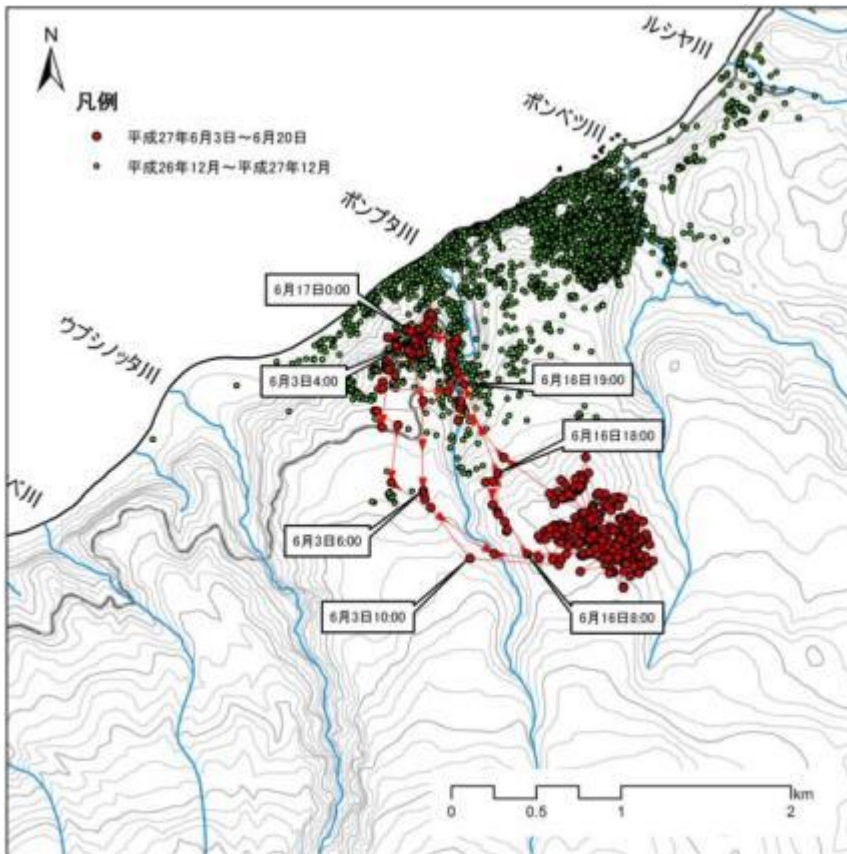 N
凡例
平成27年6月3日～6月20日
平成26年12月～平成27年12月
ルシャ川
ポンベツ川
ポンプタ川
ウブシノッタ川
ベ川
6月17日0:00
6月3日4:00
6月16日19:00
6月16日18:00
6月3日6:00
6月3日10:00
6月16日8:00
km
0
0.5
1
2